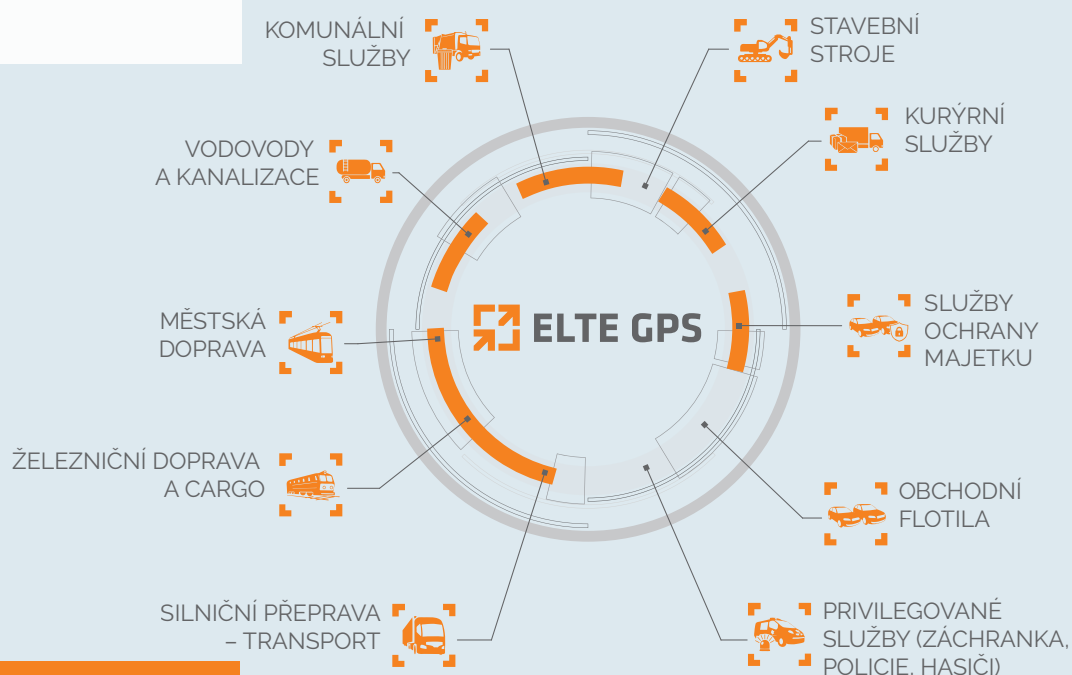 KOMUNÁLNÍ
SLUŽBY
STAVEBNÍ
STROJE
VODOVODY
A KANALIZACE
KURÝRNÍ
SLUŽBY
MĚSTSKÁ
DOPRAVA
ELTE GPS
SLUŽBY
OCHRANY
MAJETKU
ŽELEZNIČNÍ DOPRAVA
A CARGO
OBCHODNÍ
FLOTILA
SILNIČNÍ PŘEPRAVA
– TRANSPORT
PRIVILEGOVANÉ
SLUŽBY (ZÁCHRANKA,
POLICIE, HASIČI)